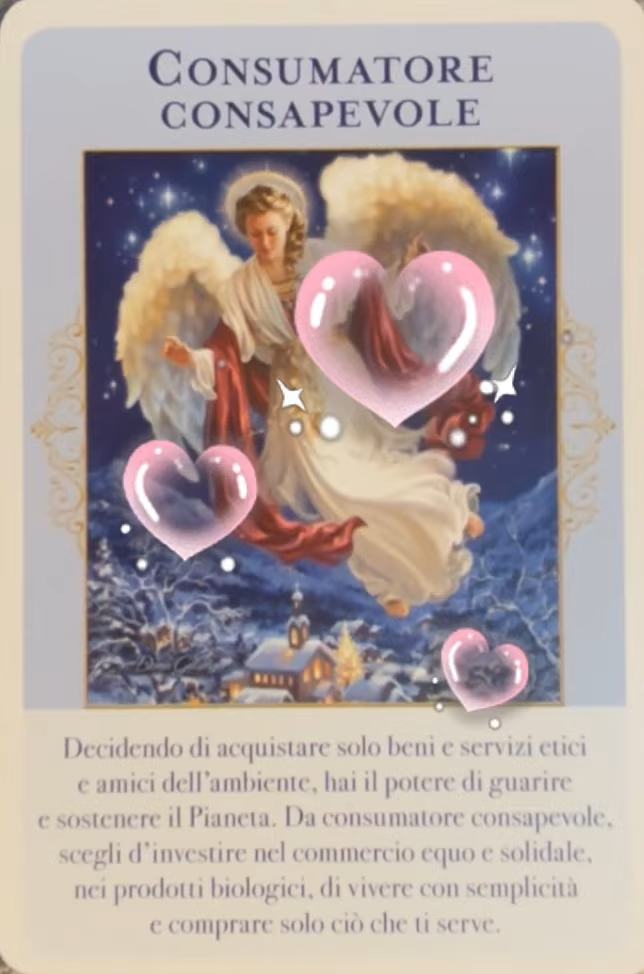 CONSUMATORE
CONSAPEVOLE
Decidendo di acquistare solo beni e servizi etici
e amici dell'ambiente, hai il potere di guarire
e sostenere il Pianeta. Da consumatore consapevole,
scegli d'investire nel commercio equo e solidale,
nei prodotti biologici, di vivere con semplicità
e comprare solo ciò che ti serve.